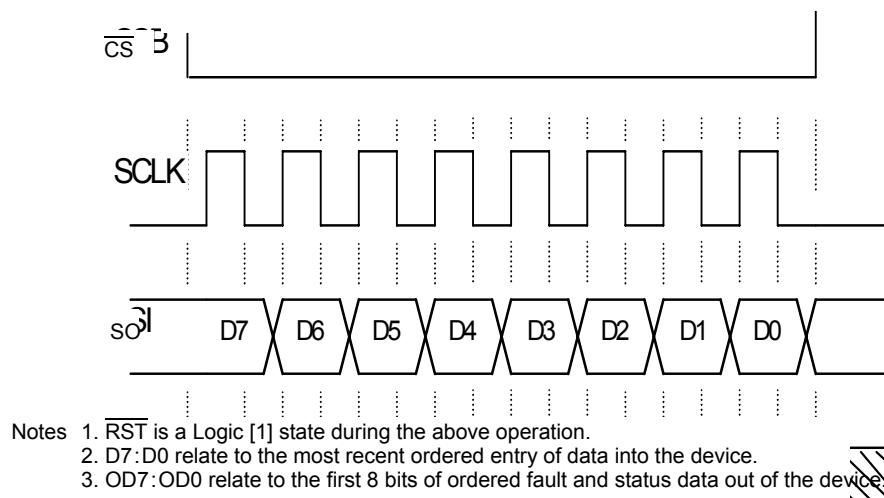 CS B
SCLK
SO SI D7 D6 D5 D4 D3 D2 D1 D0
Notes 1. RST is a Logic [1] state during the above operation.
2. D7:D0 relate to the most recent ordered entry of data into the device.
3. OD7:OD0 relate to the first 8 bits of ordered fault and status data out of the device